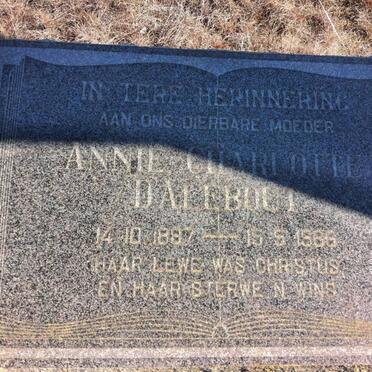 IN TERE HERINNERING
AAN ONS DIERBARE MOEDER
ANNIE CHARLOTTE
DALEBOUT
14.10.1897 — 15.5.1966
HAAR LEWE WAS CHRISTUS
EN HAAR STERWE N WINS